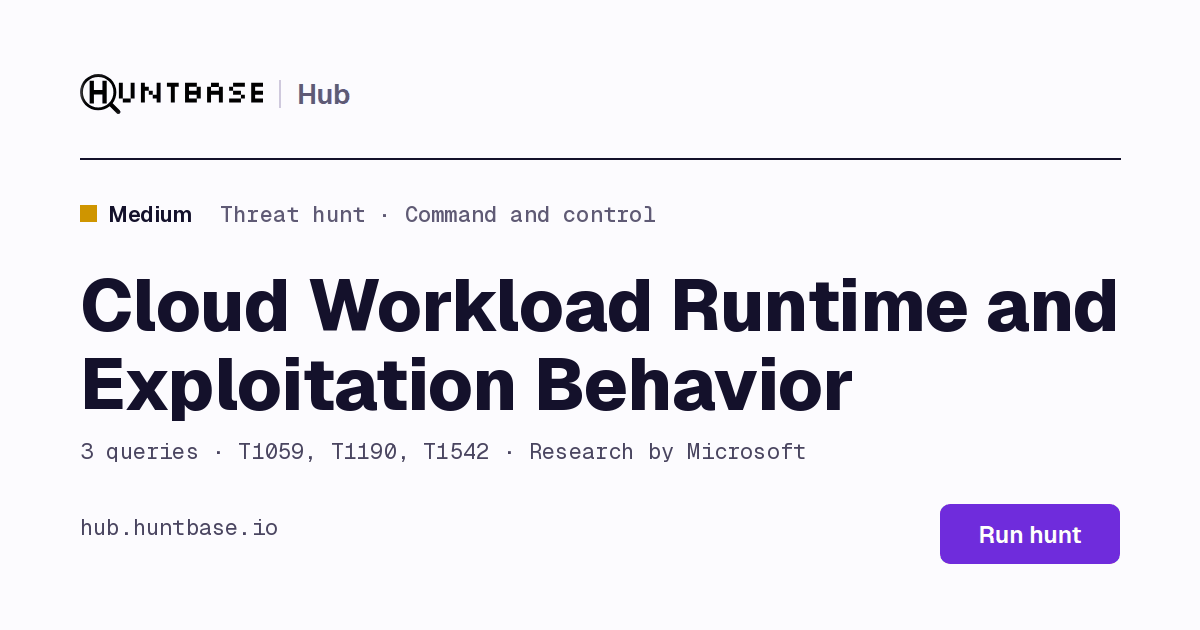 HUNTBASE Hub
Medium Threat hunt · Command and control
Cloud Workload Runtime and
Exploitation Behavior
3 queries · T1059, T1190, T1542 · Research by Microsoft
hub.huntbase.io
Run hunt